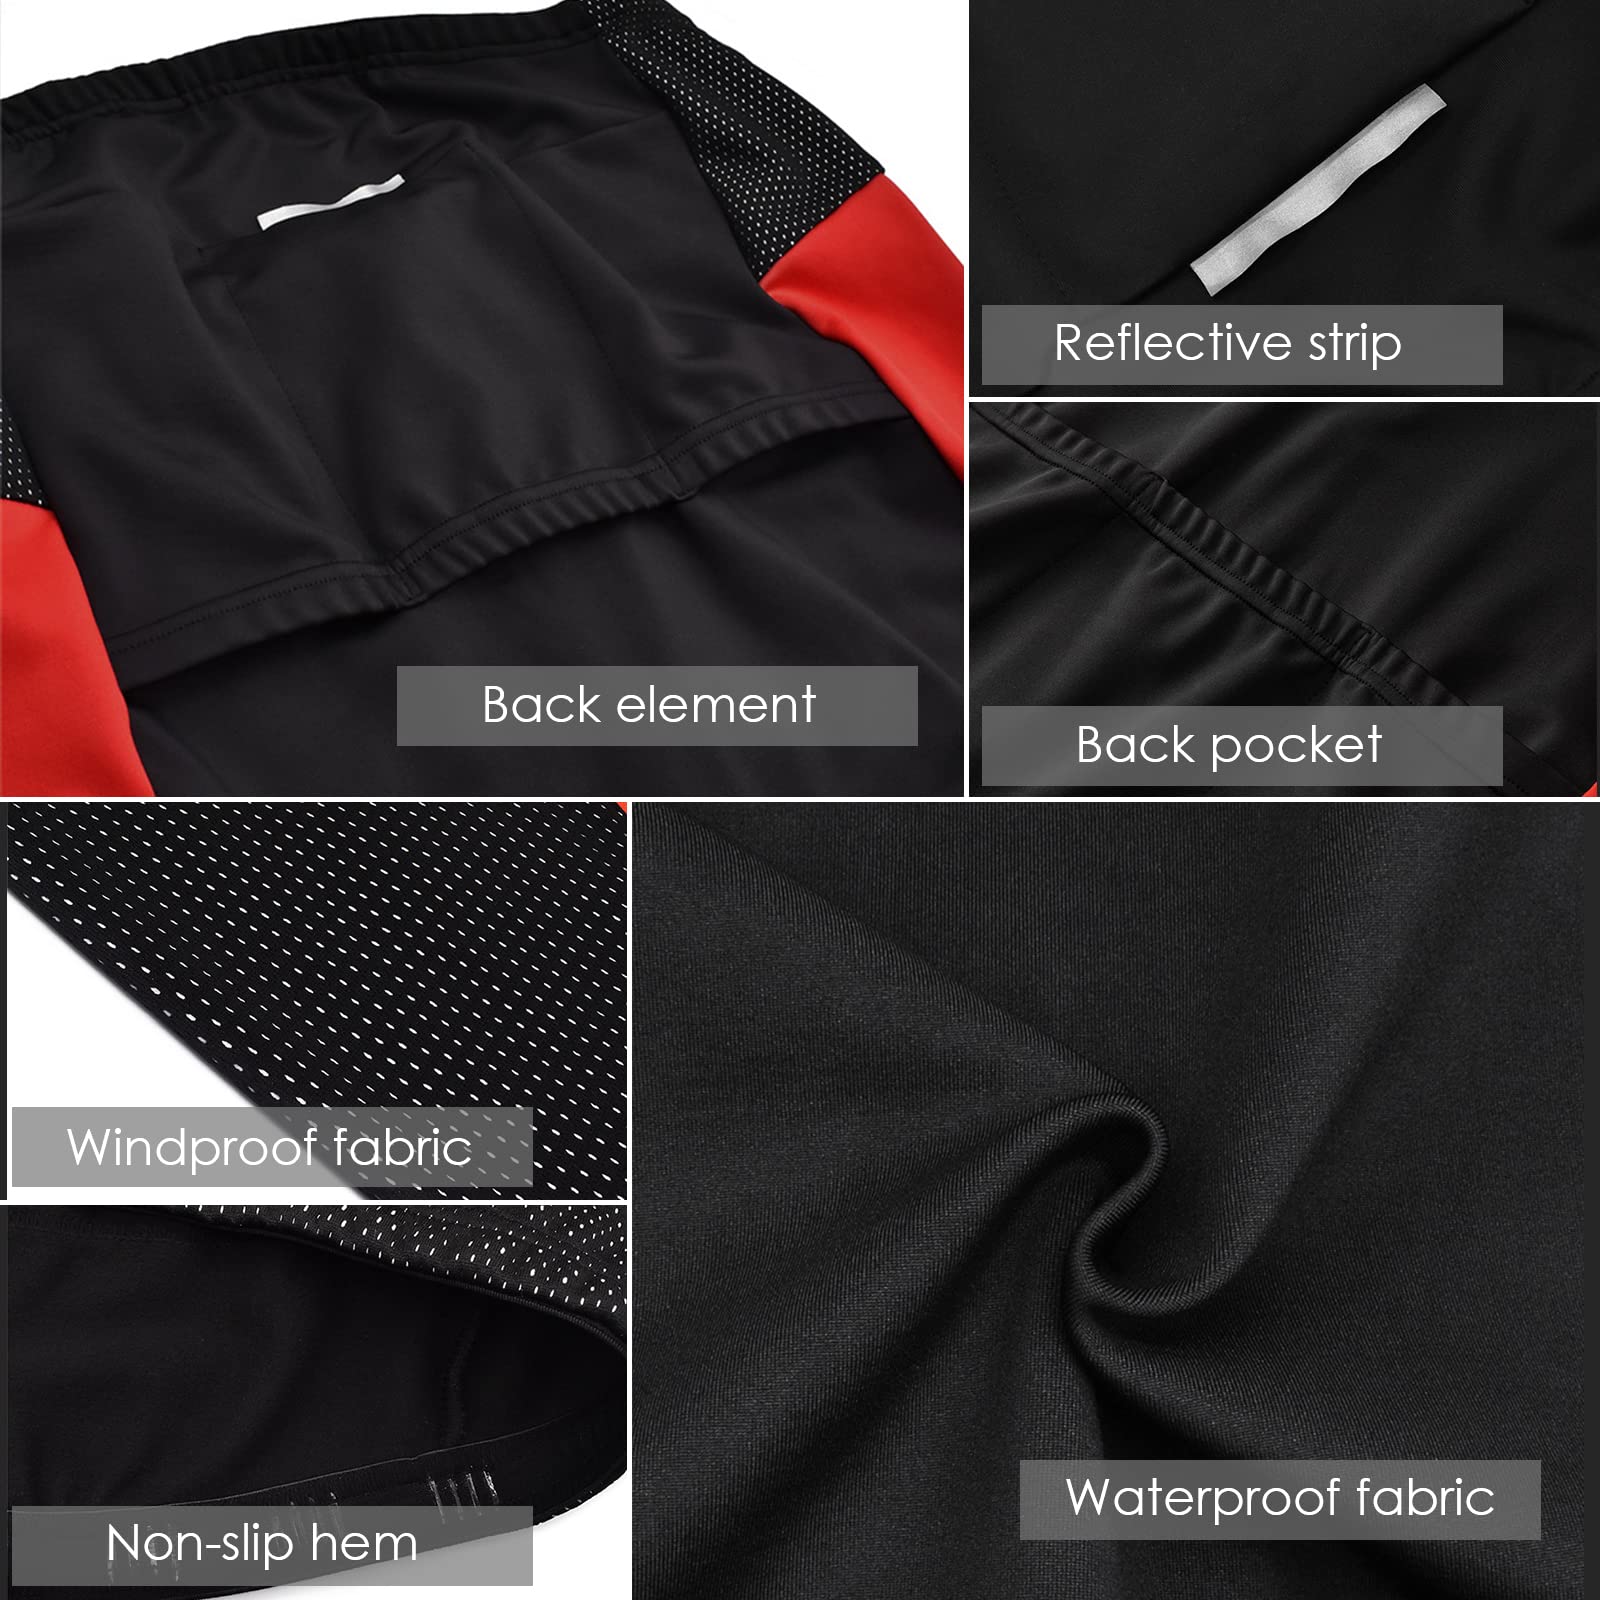 Reflective strip
Back element
Back pocket
Windproof fabric
Non-slip hem
Waterproof fabric